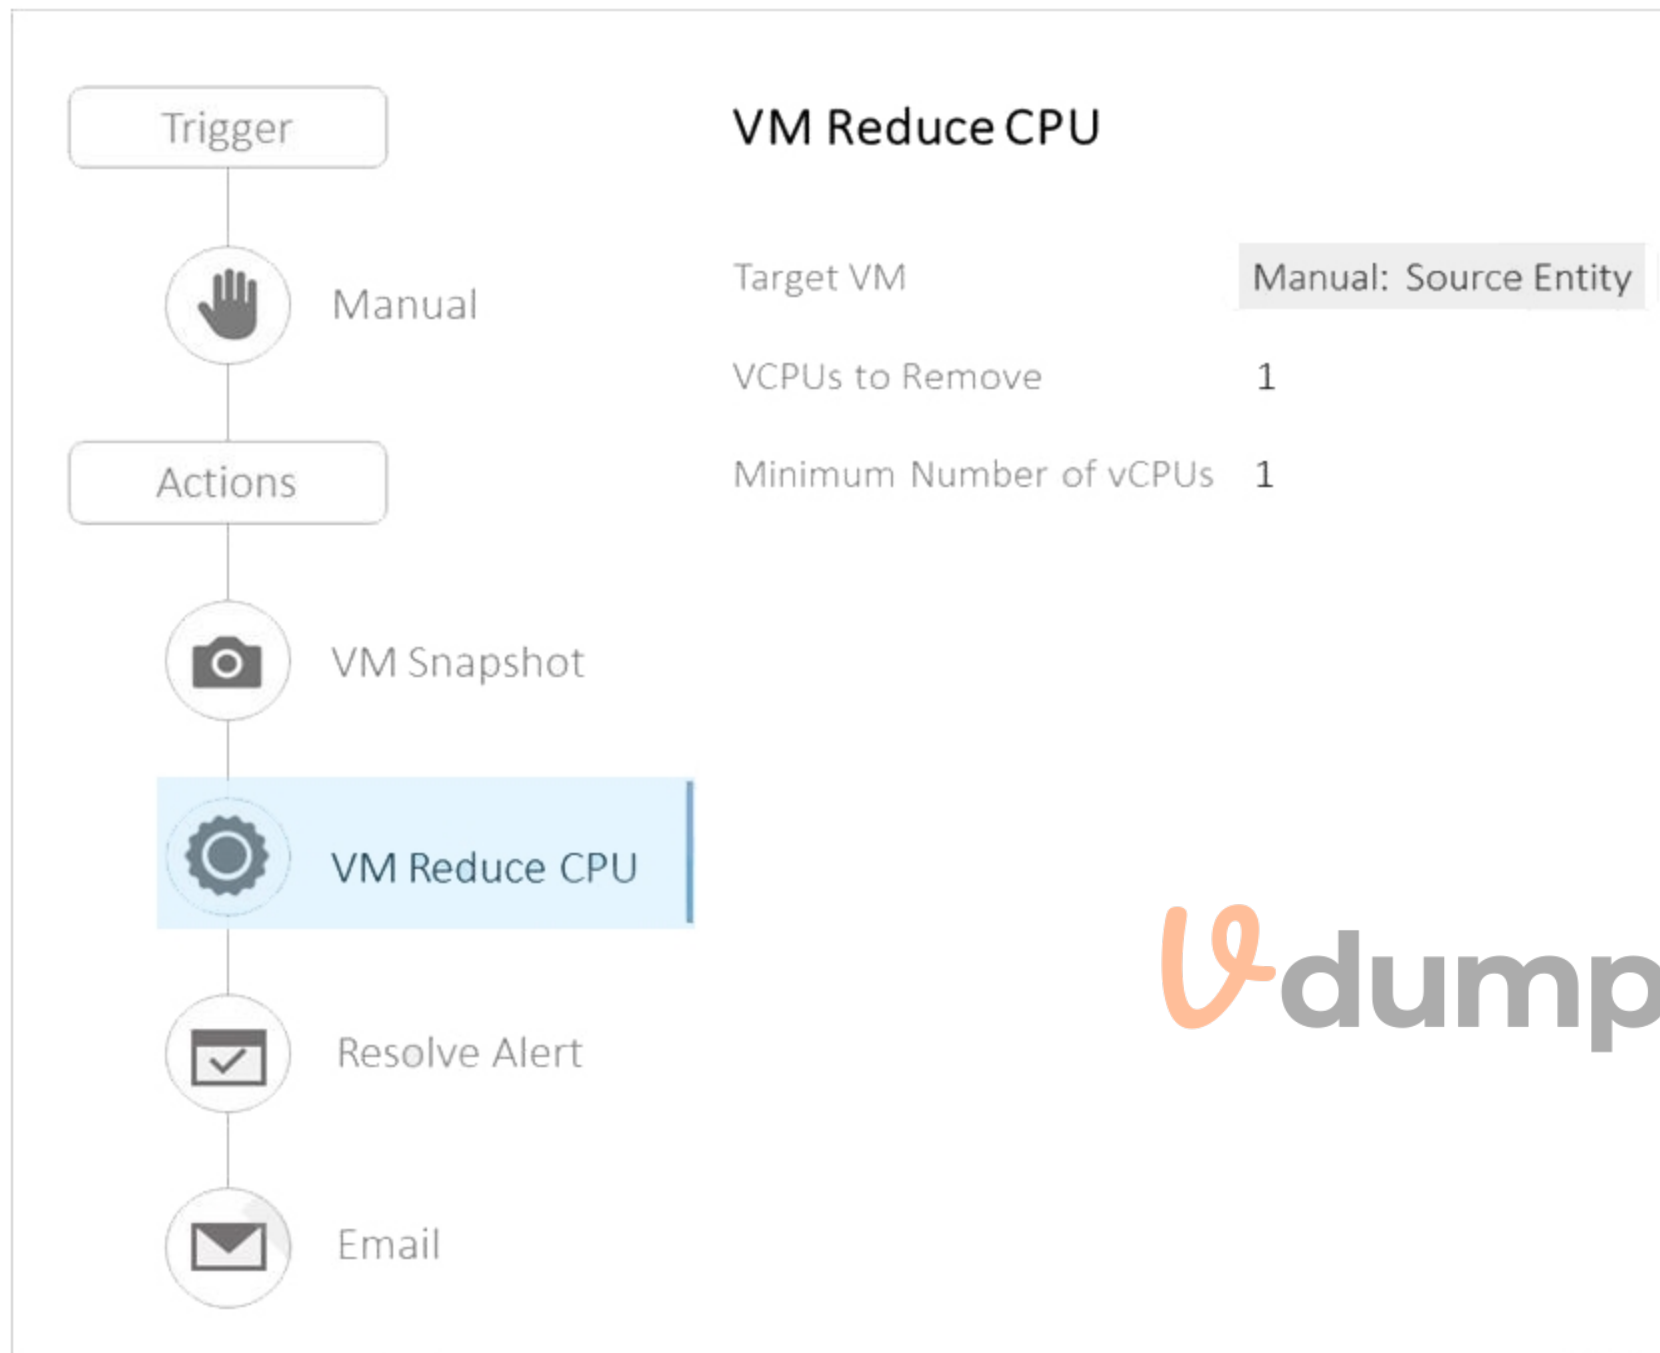 Trigger
Manual
Actions
VM Snapshot
VM Reduce CPU
Resolve Alert
Email
VM Reduce CPU
Target VM Manual: Source Entity
VCPUs to Remove 1
Minimum Number of vCPUs 1
Vdump